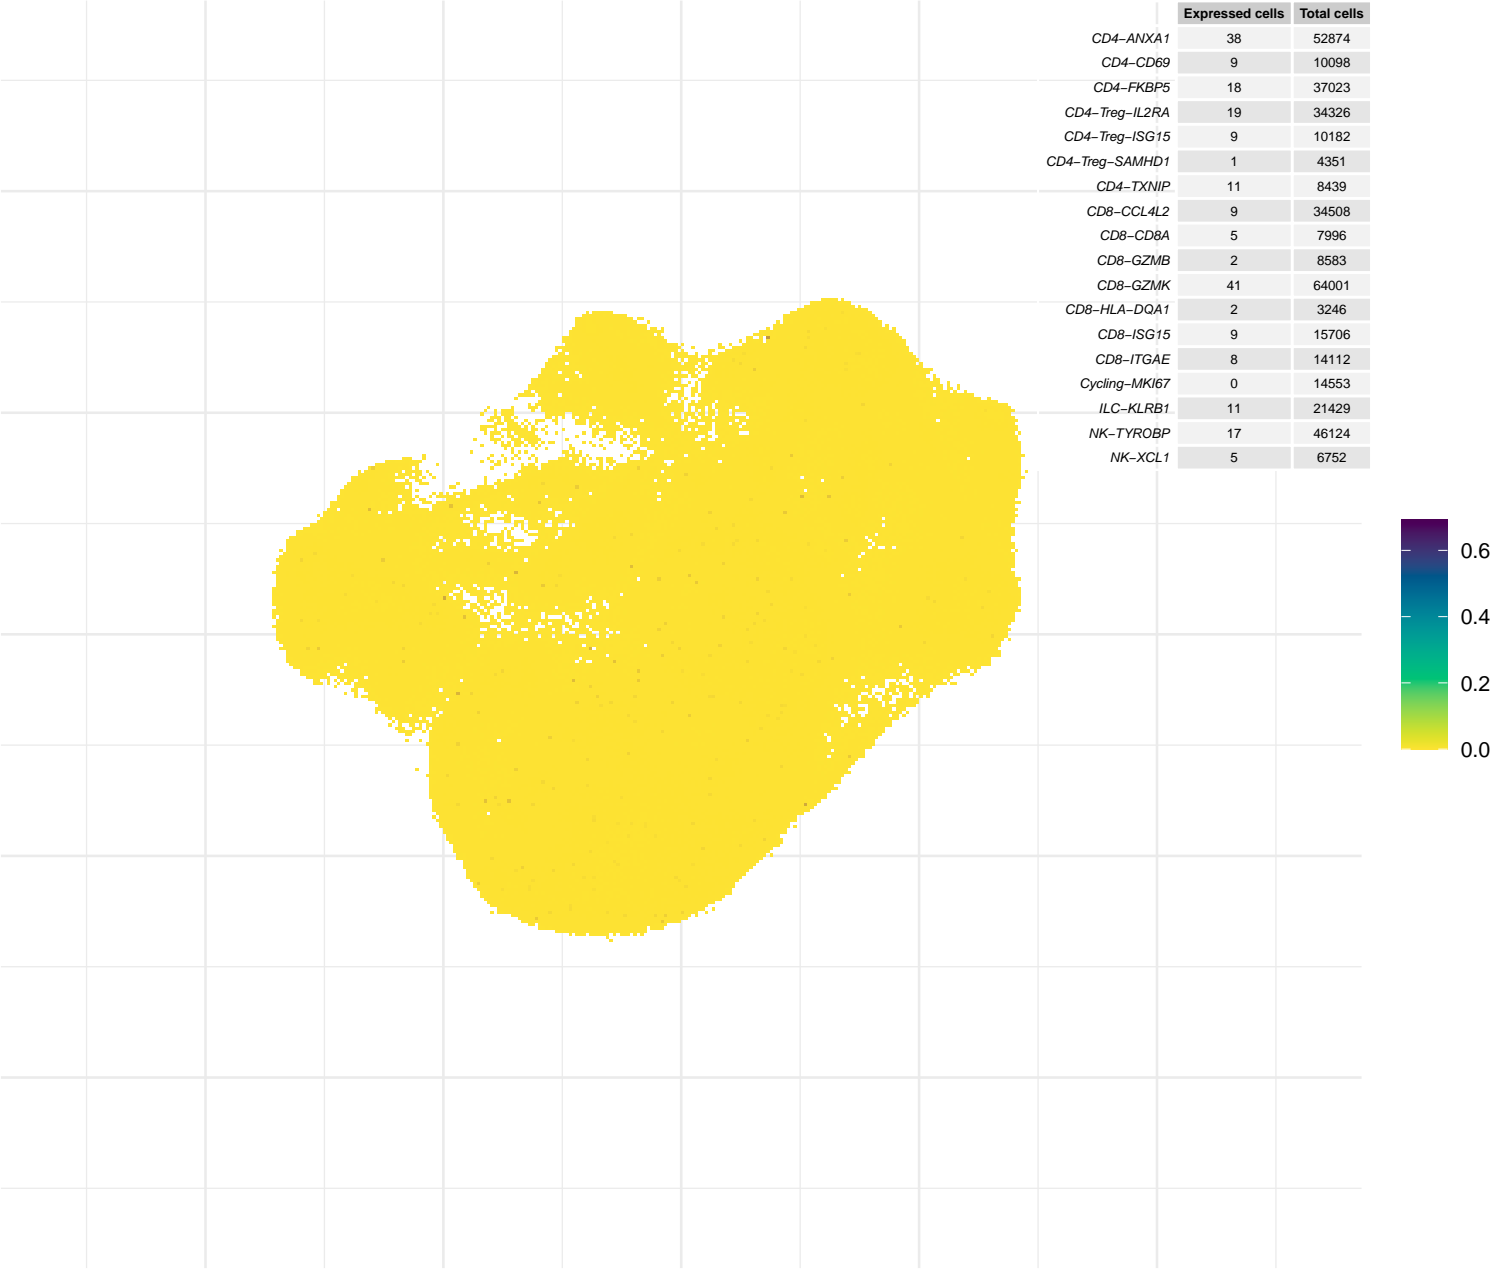 Expressed cells Total cells
CD4−ANXA1 38 52874
CD4−CD69 9 10098
CD4−FKBP5 18 37023
CD4−Treg−IL2RA 19 34326
CD4−Treg−ISG15 9 10182
CD4−Treg−SAMHD1 1 4351
CD4−TXNIP 11 8439
CD8−CCL4L2 9 34508
CD8−CD8A 5 7996
CD8−GZMB 2 8583
CD8−GZMK 41 64001
CD8−HLA−DQA1 2 3246
CD8−ISG15 9 15706
CD8−ITGAE 8 14112
Cycling−MKI67 0 14553
ILC−KLRB1 11 21429
NK−TYROBP 17 46124
NK−XCL1 5 6752
0.6
0.4
0.2
0.0